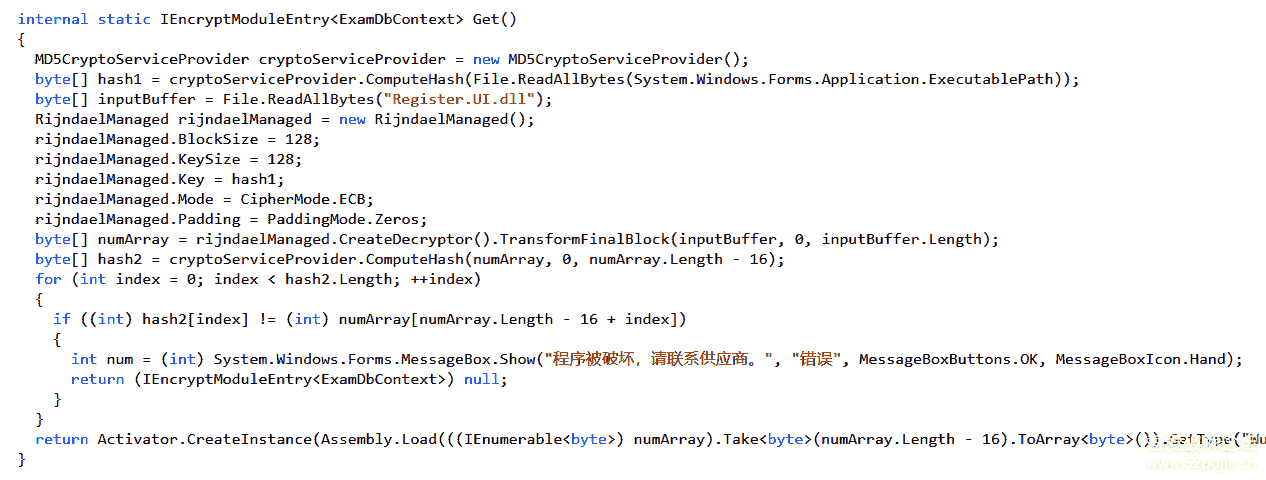 internal static IEncryptModuleEntry<ExamDbContext> Get()
{
MD5CryptoServiceProvider cryptoServiceProvider = new MD5CryptoServiceProvider();
byte[] hash1 = cryptoServiceProvider.ComputeHash(File.ReadAllBytes(System.Windows.Forms.Application.ExecutablePath));
byte[] inputBuffer = File.ReadAllBytes("Register.UI.dll");
RijndaelManaged rijndaelManaged = new RijndaelManaged();
rijndaelManaged.BlockSize = 128;
rijndaelManaged.KeySize = 128;
rijndaelManaged.Key = hash1;
rijndaelManaged.Mode = CipherMode.ECB;
rijndaelManaged.Padding = PaddingMode.Zeros;
byte[] numArray = rijndaelManaged.CreateDecryptor().TransformFinalBlock(inputBuffer, 0, inputBuffer.Length);
byte[] hash2 = cryptoServiceProvider.ComputeHash(numArray, 0, numArray.Length - 16);
for (int index = 0; index < hash2.Length; ++index)
{
if ((int) hash2[index] != (int) numArray[numArray.Length - 16 + index])
{
int num = (int) System.Windows.Forms.MessageBox.Show("程序被破坏，请联系供应商。", "错误", MessageBoxButtons.OK, MessageBoxIcon.Hand);
return (IEncryptModuleEntry<ExamDbContext>) null;
}
}
return Activator.CreateInstance(Assembly.Load(((IEnumerable<byte>) numArray).Take<byte>(numArray.Length - 16).ToArray<byte>()).GetType("Wu
}
www.52pojie.cn